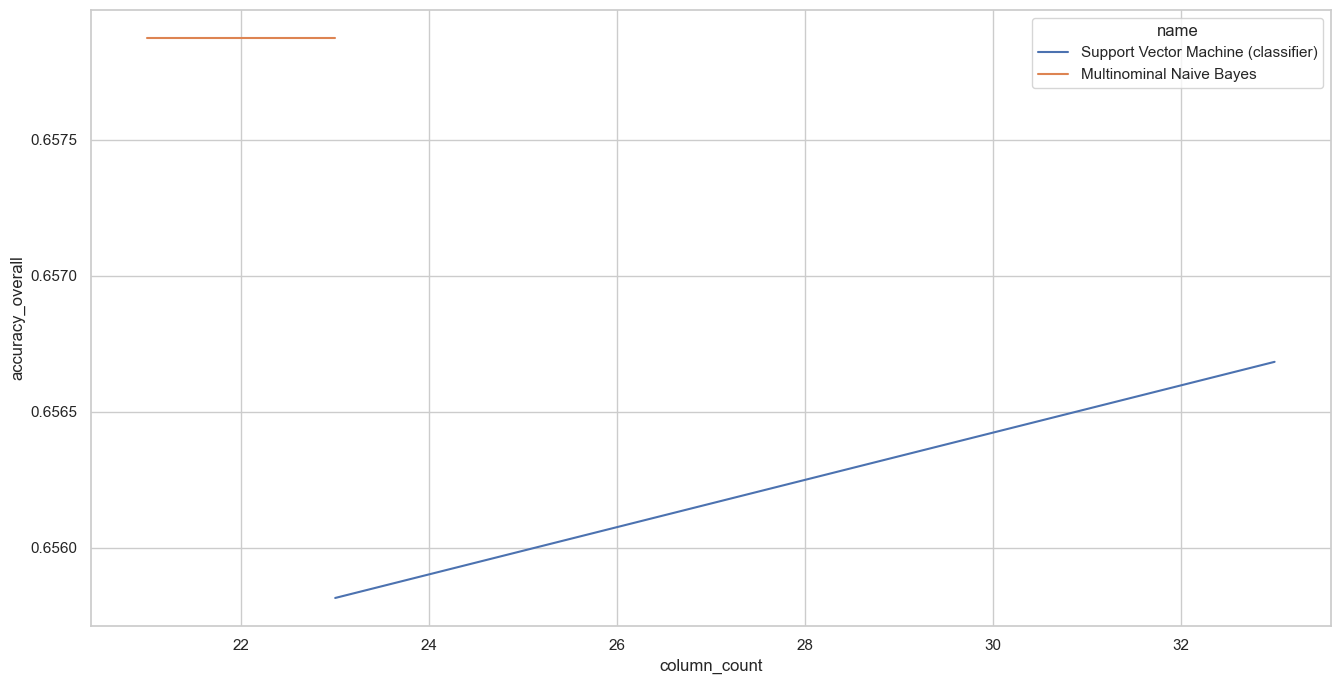 name
Support Vector Machine (classifier)
Multinominal Naive Bayes
0.6575
0.6570
0.6565
0.6560
accuracy_overall
22
24
26
28
30
32
column_count